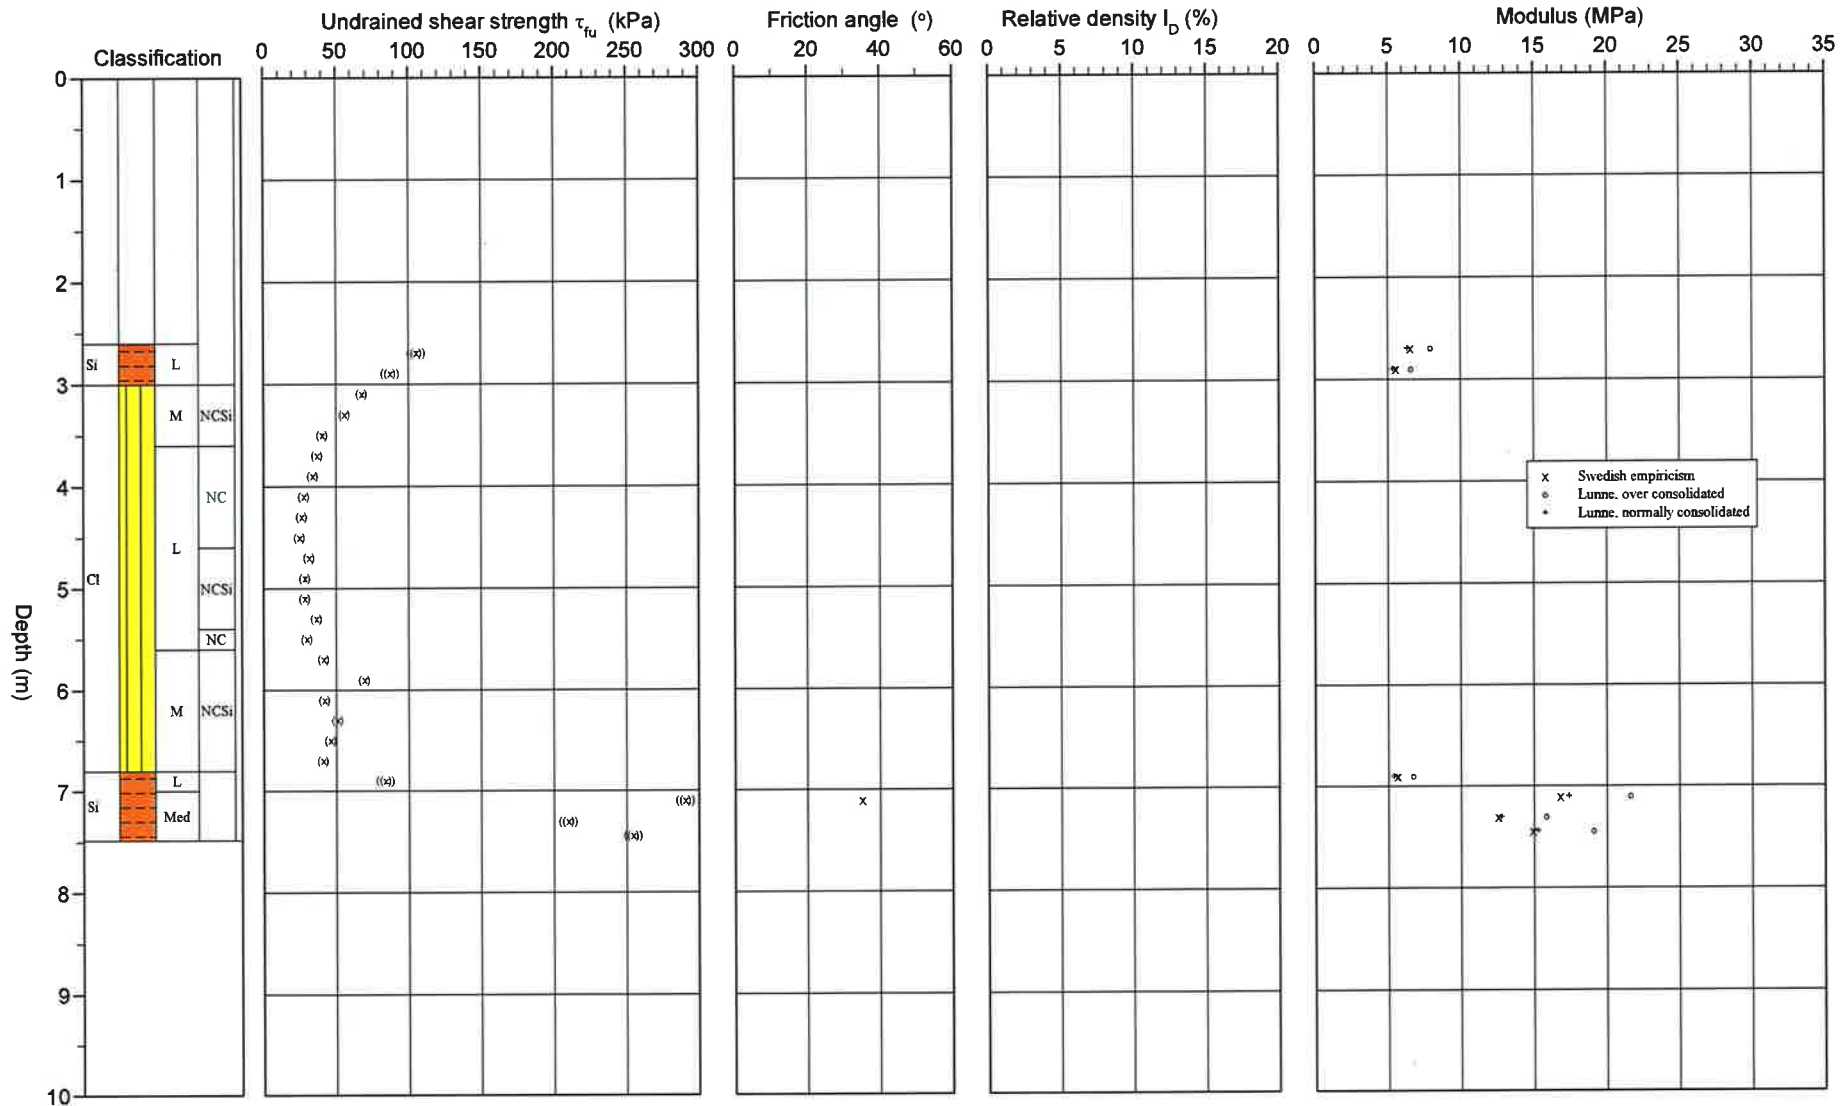 Undrained shear strength τfu (kPa)
Friction angle (o)
Relative density ID (%)
Modulus (MPa)
Classification
0 50 100 150 200 250 300
0 20 40 60
0 5 10 15 20
0 5 10 15 20 25 30 35
Depth (m)
0
1
2
3
4
5
6
7
8
9
10
Si
L
M
NCSi
NC
Cl
L
NCSi
NC
M
NCSi
L
Si
Med
x Swedish empiricism
o Lunne. over consolidated
+ Lunne. normally consolidated